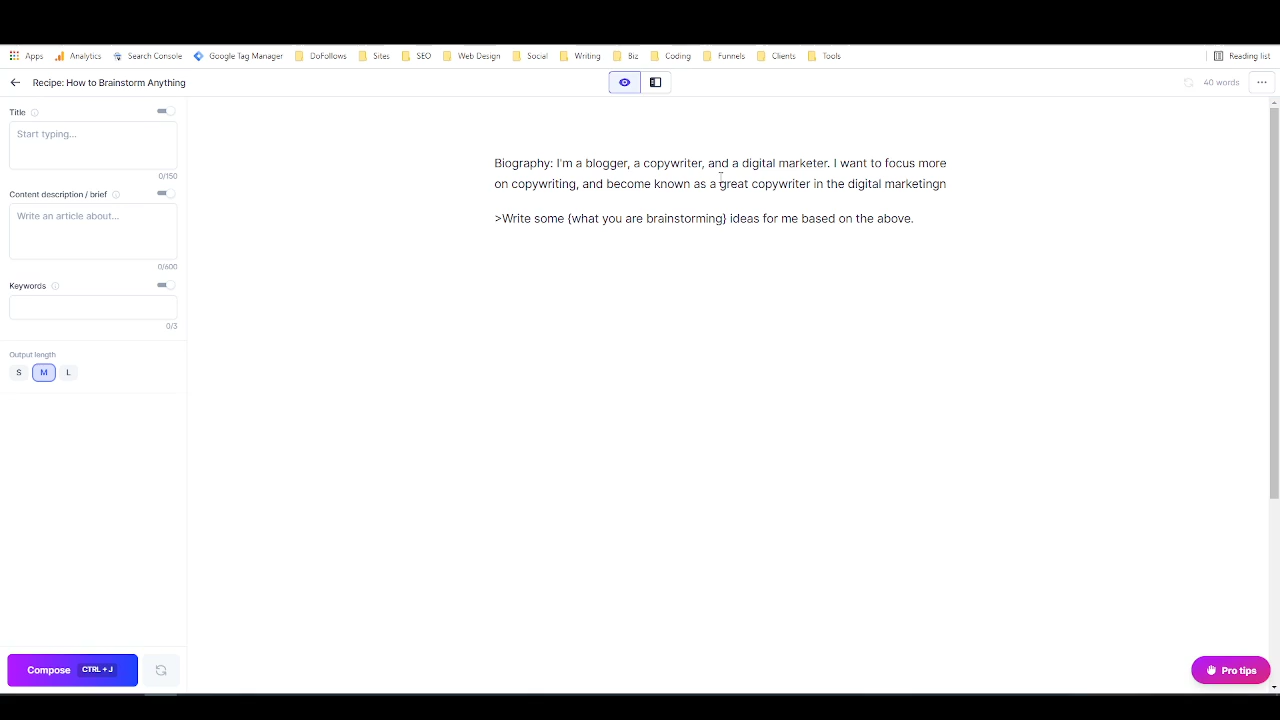 Apps Analytics Search Console Google Tag Manager DoFollows Sites SEO Web Design Social Writing Biz Coding Funnels Clients Tools Reading list
Recipe: How to Brainstorm Anything 40 words
Title
Start typing...
0/150
Content description / brief
Write an article about...
0/600
Keywords
0/3
Output length
S M L
Biography: I'm a blogger, a copywriter, and a digital marketer. I want to focus more
on copywriting, and become known as a great copywriter in the digital marketingn
>Write some {what you are brainstorming} ideas for me based on the above.
Compose CTRL + J
Pro tips